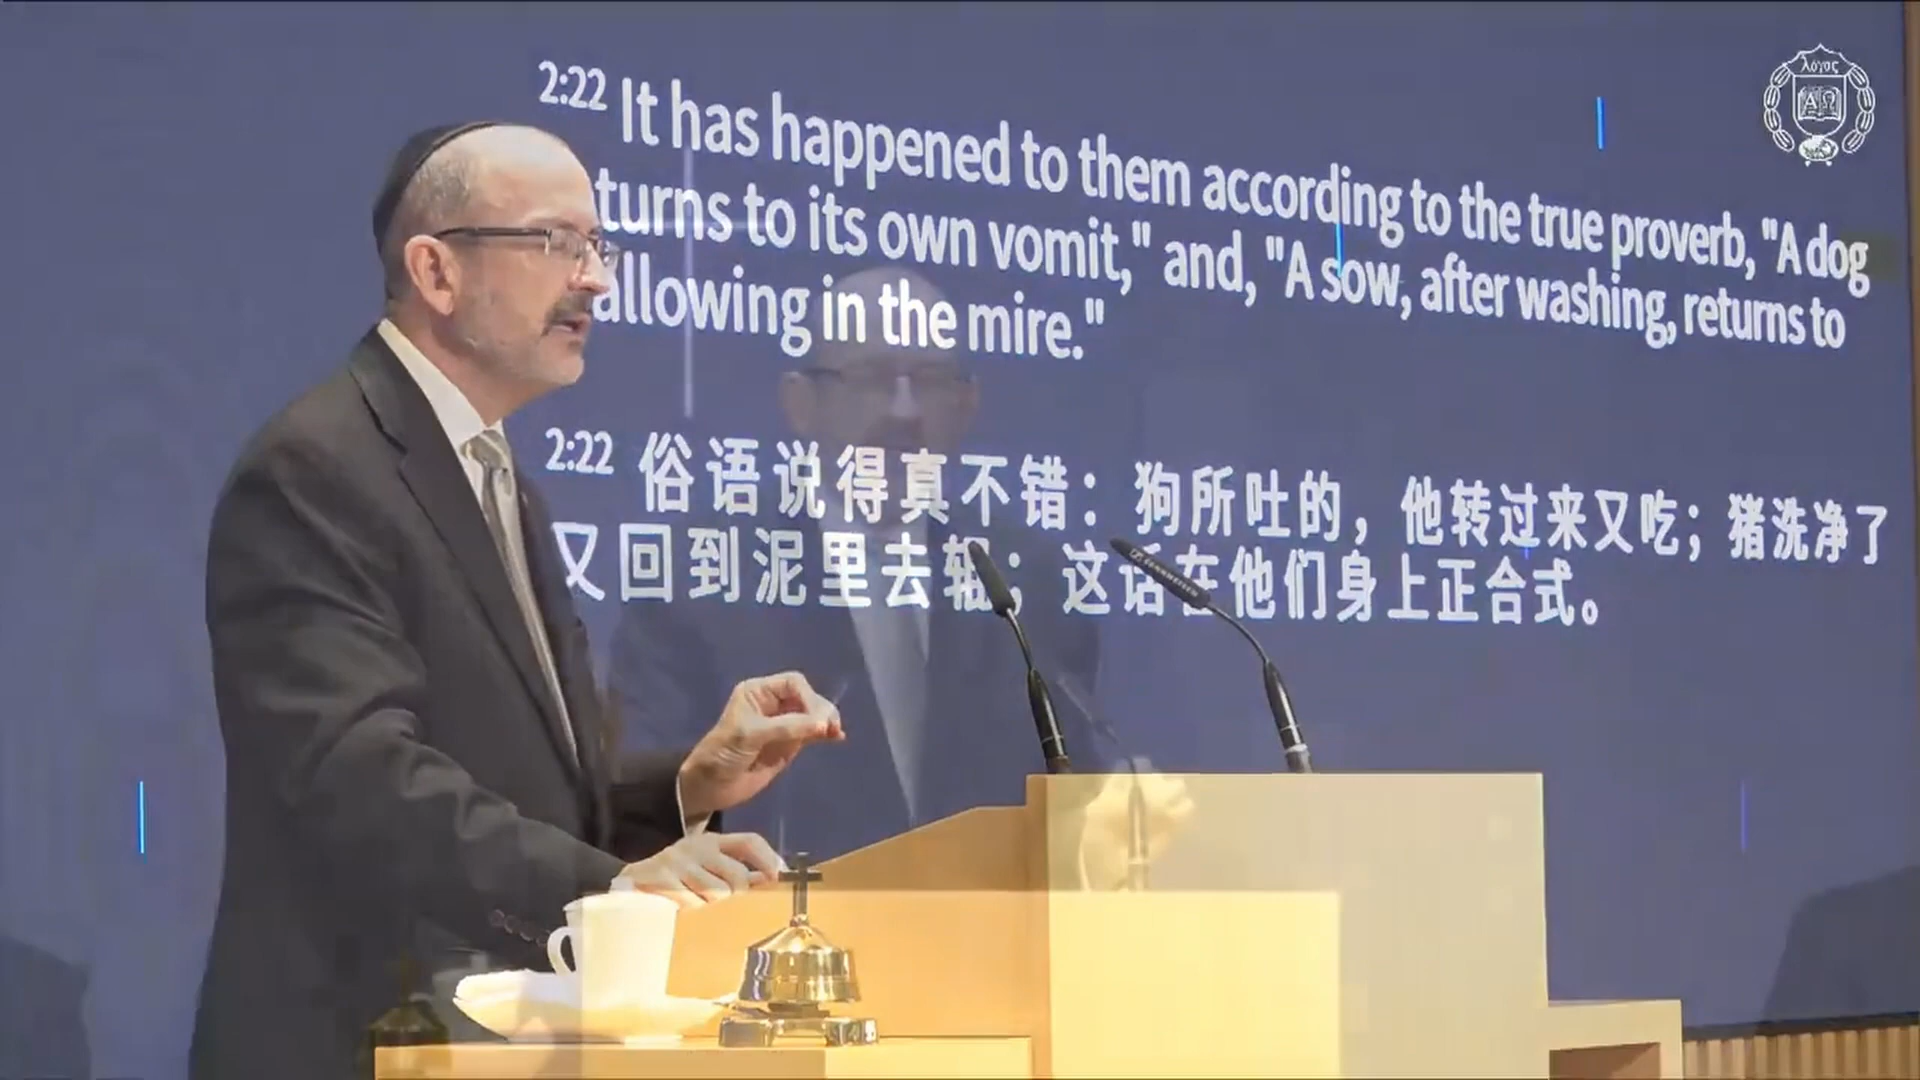 λόγος
Α Ω
2:22 It has happened to them according to the true proverb, "A dog
turns to its own vomit," and, "A sow, after washing, returns to
allowing in the mire."
2:22 俗语说得真不错：狗所吐的，他转过来又吃；猪洗净了
又回到泥里去辊；这话在他们身上正合式。